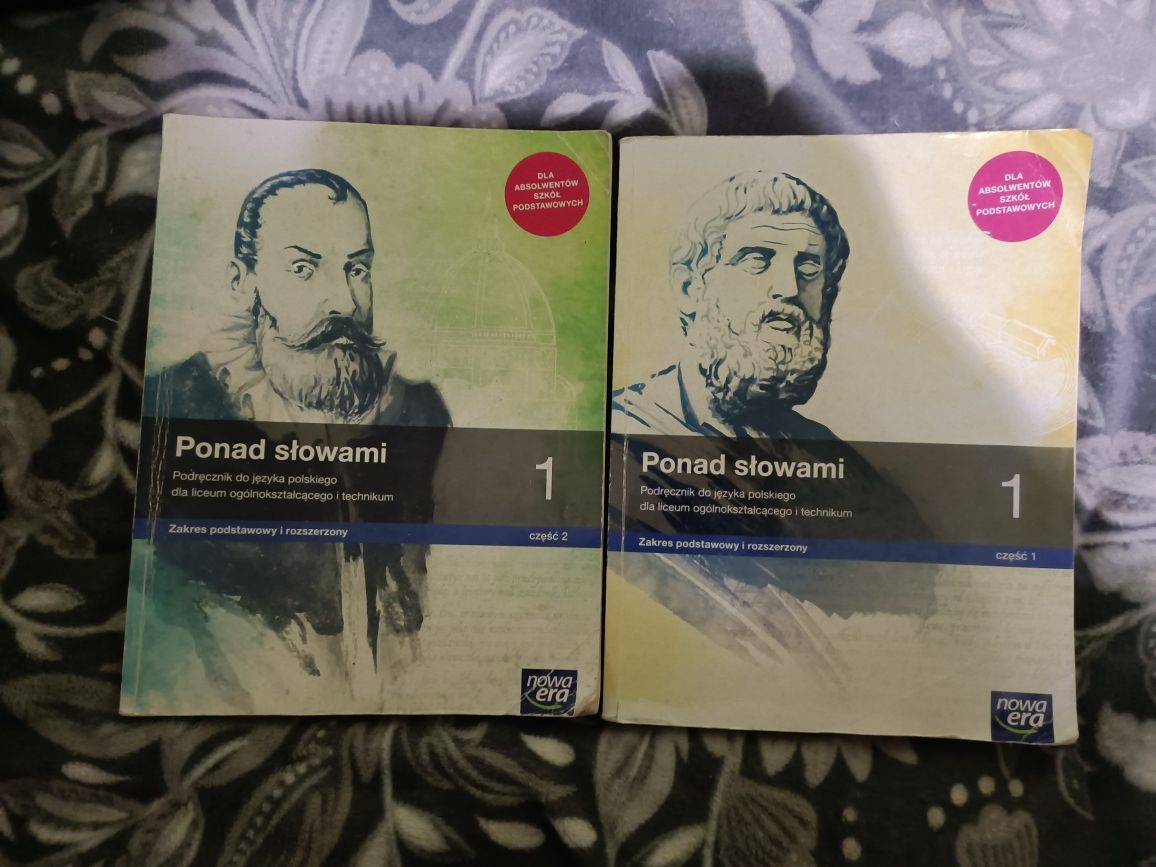 DLA
ABSOLWENTÓW
SZKÓŁ
PODSTAWOWYCH
Ponad słowami
1
Podręcznik do języka polskiego
dla liceum ogólnokształcącego i technikum
Zakres podstawowy i rozszerzony
część 2
nowa
era
DLA
ABSOLWENTÓW
SZKÓŁ
PODSTAWOWYCH
Ponad słowami
1
Podręcznik do języka polskiego
dla liceum ogólnokształcącego i technikum
Zakres podstawowy i rozszerzony
część 1
nowa
era